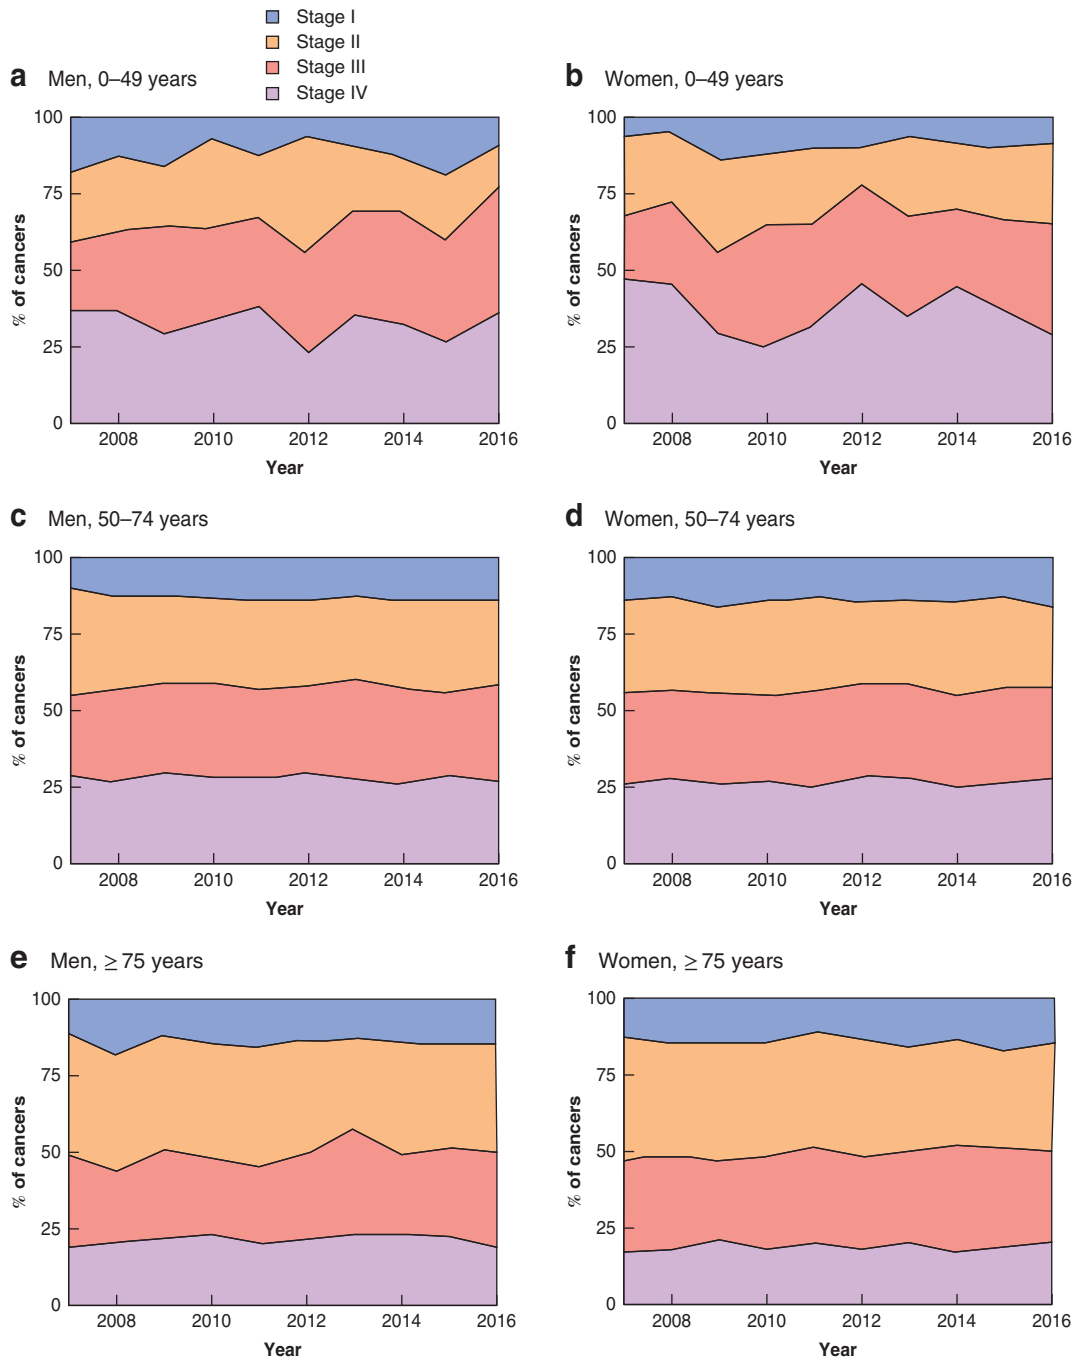 Stage I
Stage II
Stage III
Stage IV
a Men, 0–49 years
100
75
50
25
0
% of cancers
2008 2010 2012 2014 2016
Year
b Women, 0–49 years
100
75
50
25
0
% of cancers
2008 2010 2012 2014 2016
Year
c Men, 50–74 years
100
75
50
25
0
% of cancers
2008 2010 2012 2014 2016
Year
d Women, 50–74 years
100
75
50
25
0
% of cancers
2008 2010 2012 2014 2016
Year
e Men, ≥ 75 years
100
75
50
25
0
% of cancers
2008 2010 2012 2014 2016
Year
f Women, ≥ 75 years
100
75
50
25
0
% of cancers
2008 2010 2012 2014 2016
Year